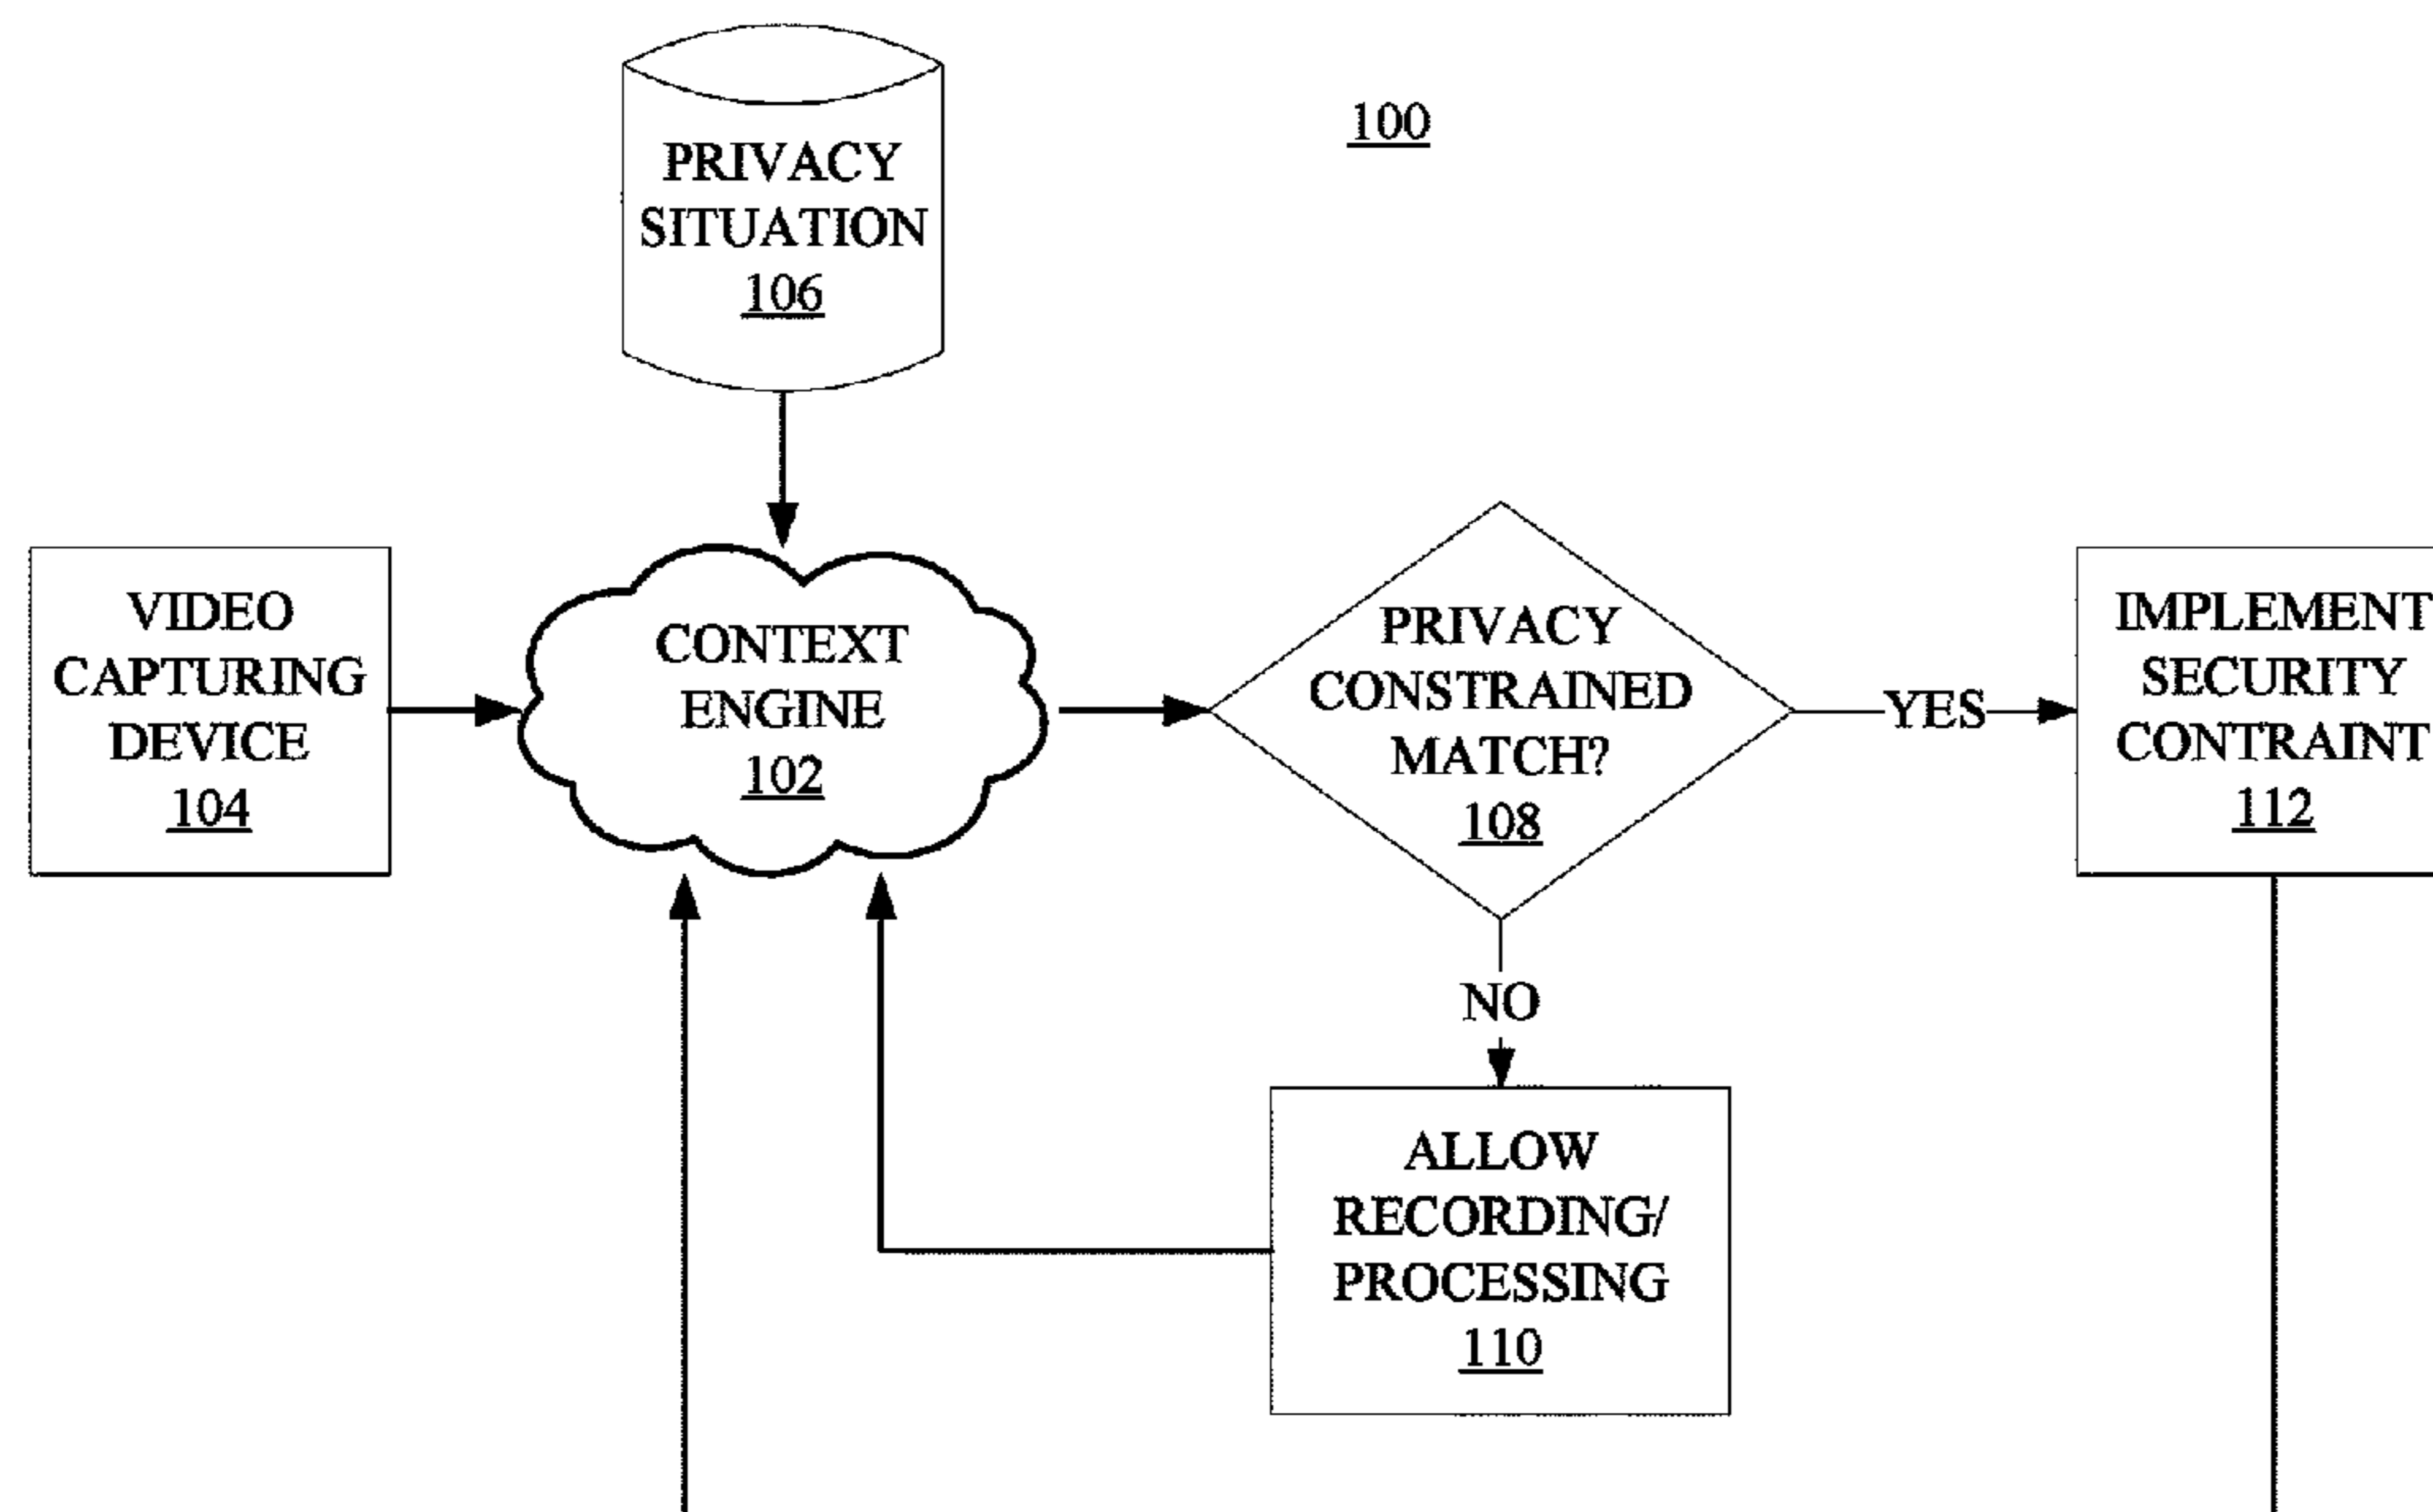 100
PRIVACY
SITUATION
106
VIDEO
CAPTURING
DEVICE
104
CONTEXT
ENGINE
102
PRIVACY
CONSTRAINED
MATCH?
108
YES
IMPLEMENT
SECURITY
CONTRAINT
112
NO
ALLOW
RECORDING/
PROCESSING
110